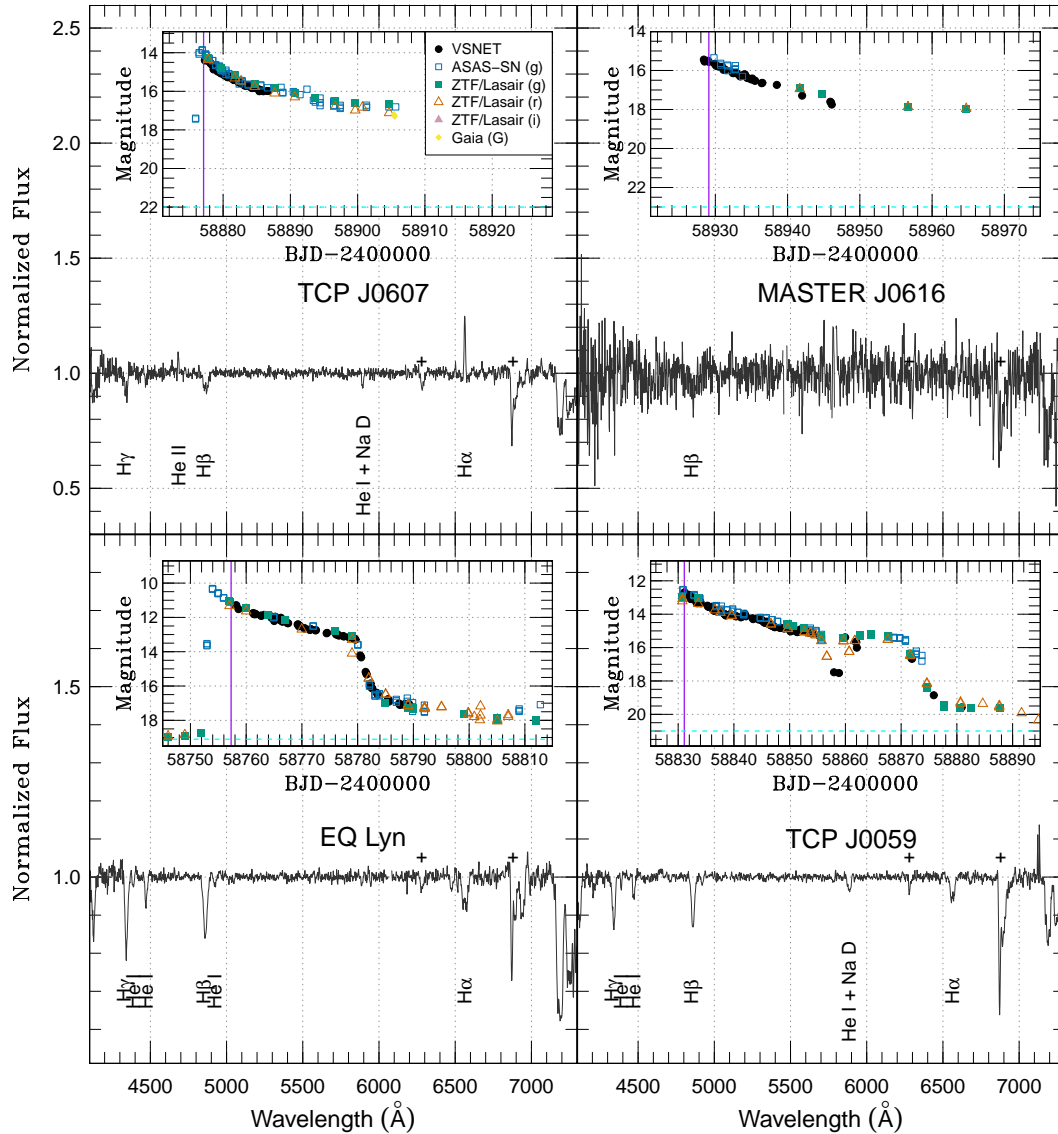 2.5
2.0
1.5
1.0
0.5
Normalized Flux
14
16
18
20
22
Magnitude
VSNET
ASAS−SN (g)
ZTF/Lasair (g)
ZTF/Lasair (r)
ZTF/Lasair (i)
Gaia (G)
58880 58890 58900 58910 58920
BJD−2400000
TCP J0607
Hγ
He II
Hβ
He I + Na D
Hα
14
16
18
20
22
Magnitude
58930 58940 58950 58960 58970
BJD−2400000
MASTER J0616
Hβ
1.5
1.0
Normalized Flux
10
12
14
16
18
Magnitude
58750 58760 58770 58780 58790 58800 58810
BJD−2400000
EQ Lyn
Hγ
He I
He I
Hβ
He I
Hα
12
14
16
18
20
Magnitude
58830 58840 58850 58860 58870 58880 58890
BJD−2400000
TCP J0059
Hγ
He I
He I
Hβ
He I + Na D
Hα
4500 5000 5500 6000 6500 7000
Wavelength (Å)
4500 5000 5500 6000 6500 7000
Wavelength (Å)